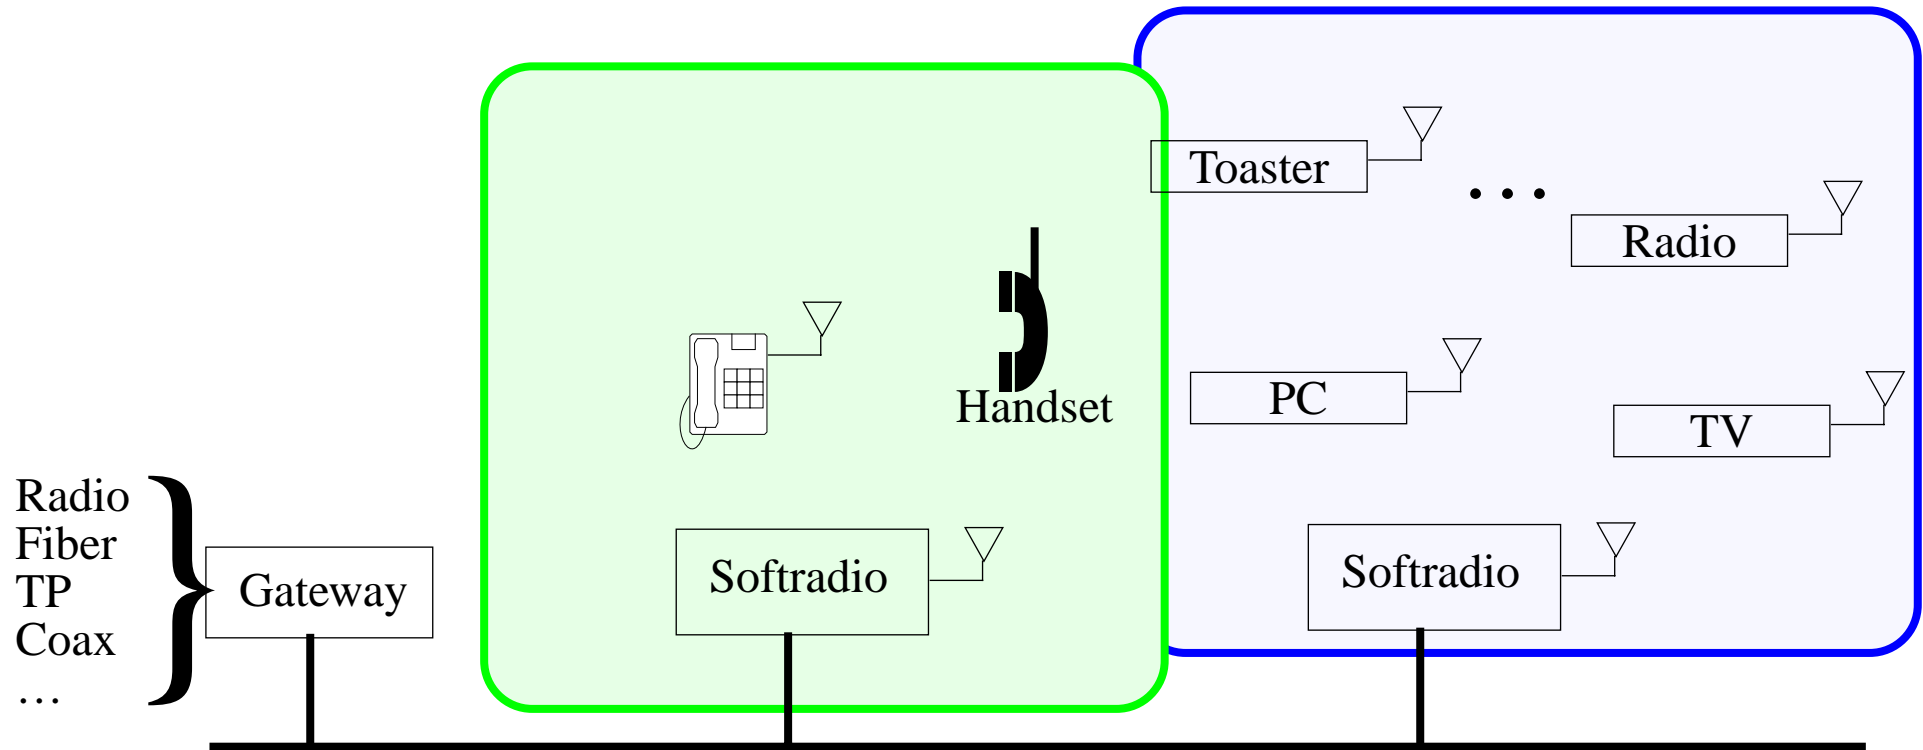 Toaster
. . .
Radio
Handset
PC
TV
Radio
Fiber
TP
Coax
...
Gateway
Softradio
Softradio